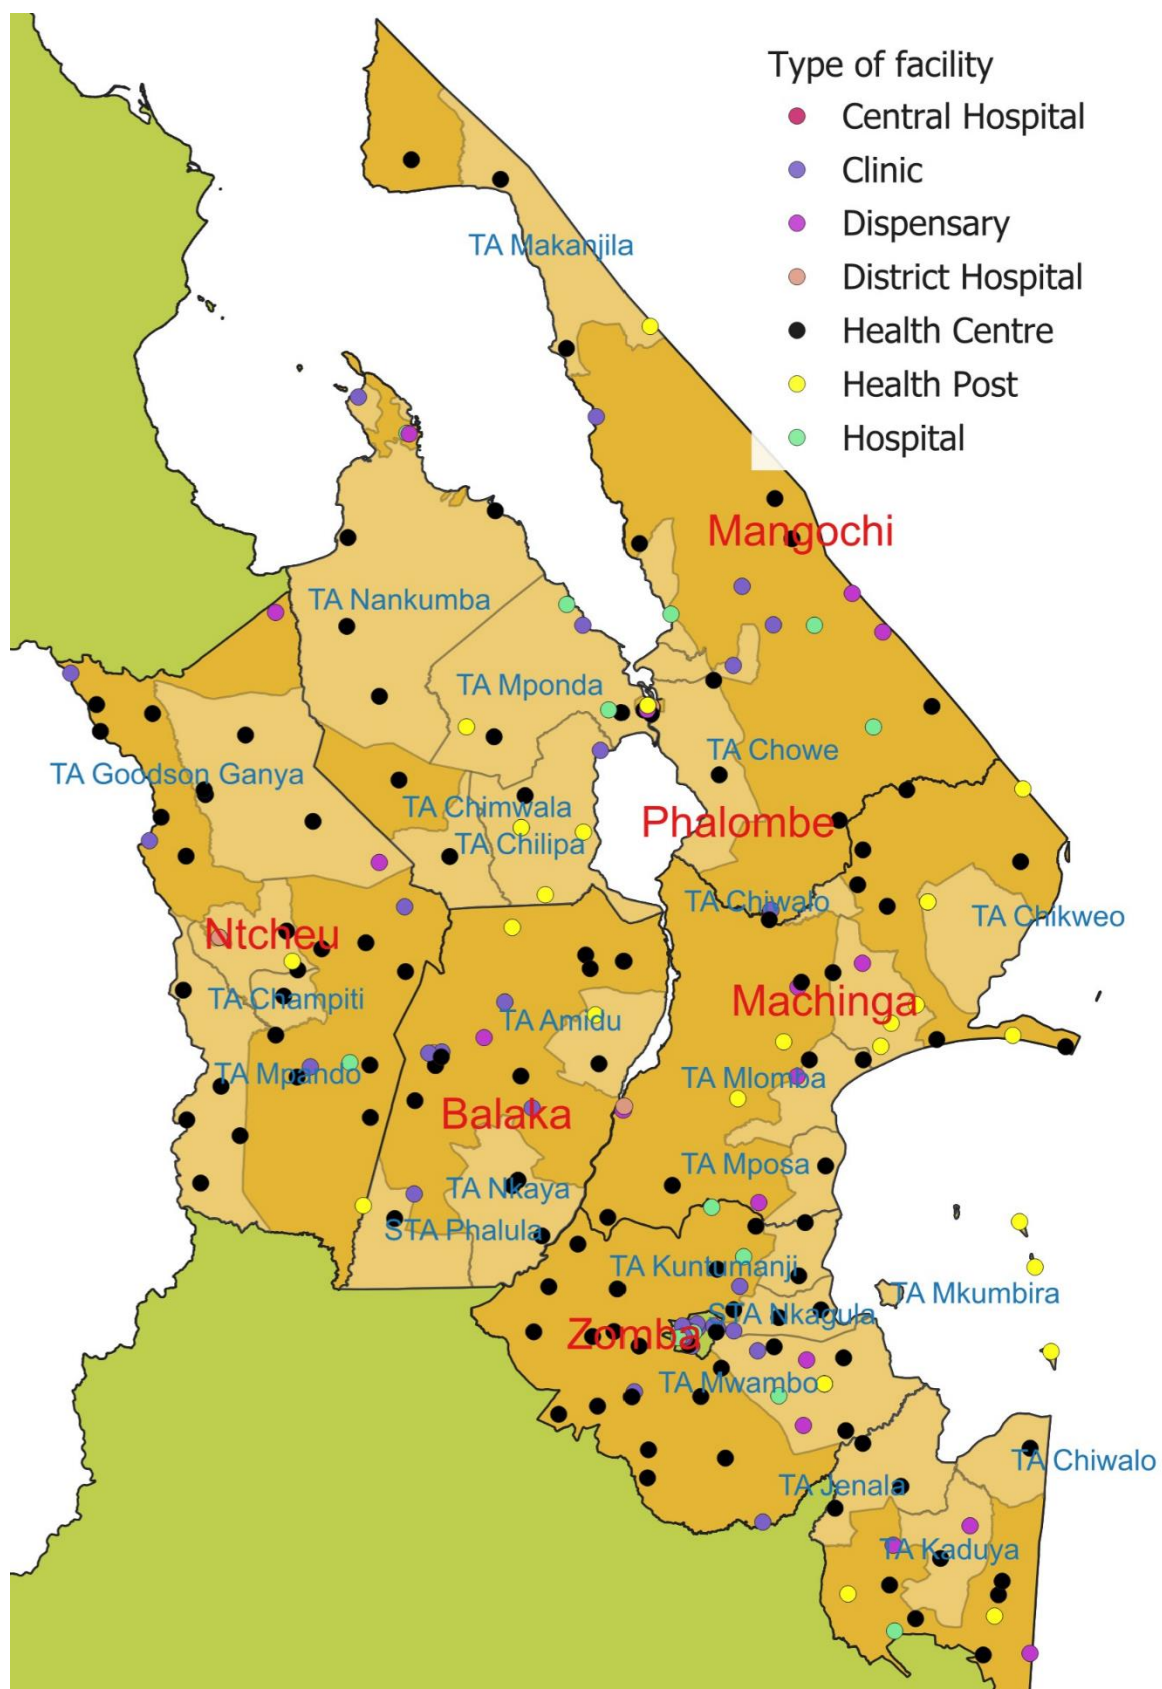 Type of facility
Central Hospital
Clinic
Dispensary
District Hospital
Health Centre
Health Post
Hospital
TA Makanjila
Mangochi
TA Nankumba
TA Mponda
TA Chowe
TA Goodson Ganya
TA Chimwala
Phalombe
TA Chilipa
TA Chiwalo
TA Chikweo
Ntcheu
TA Champiti
Machinga
TA Amidu
TA Mpando
TA Mlomba
Balaka
TA Mposa
TA Nkaya
STA Phalula
TA Kuntumanji
TA Mkumbira
STA Nkagula
Zomba
TA Mwambo
TA Chiwalo
TA Jenala
TA Kaduya